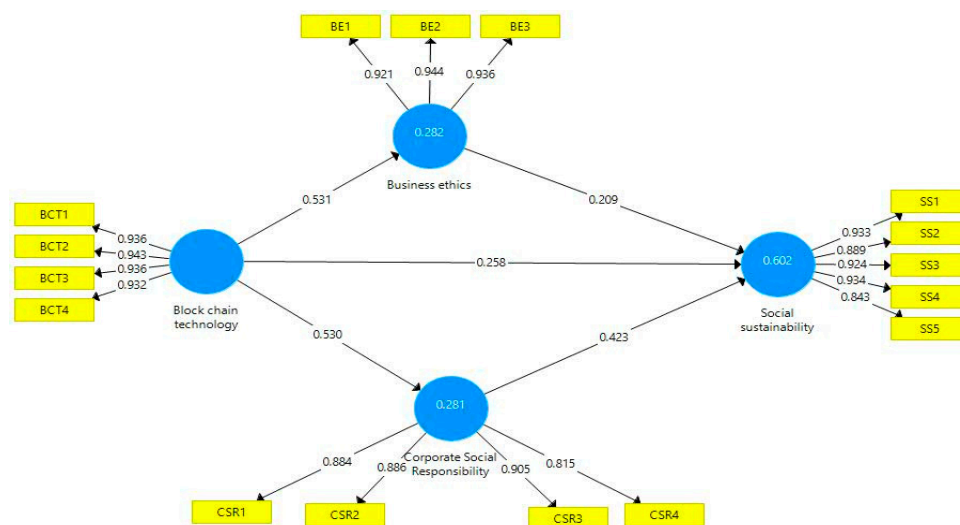 BE1
BE2
BE3
0.921
0.944
0.936
0.282
Business ethics
0.531
0.209
BCT1
BCT2
BCT3
BCT4
0.936
0.943
0.936
0.932
Block chain
technology
0.258
SS1
SS2
SS3
SS4
SS5
0.933
0.889
0.924
0.934
0.843
0.602
Social
sustainability
0.530
0.423
0.281
Corporate Social
Responsibility
0.884
0.886
0.905
0.815
CSR1
CSR2
CSR3
CSR4